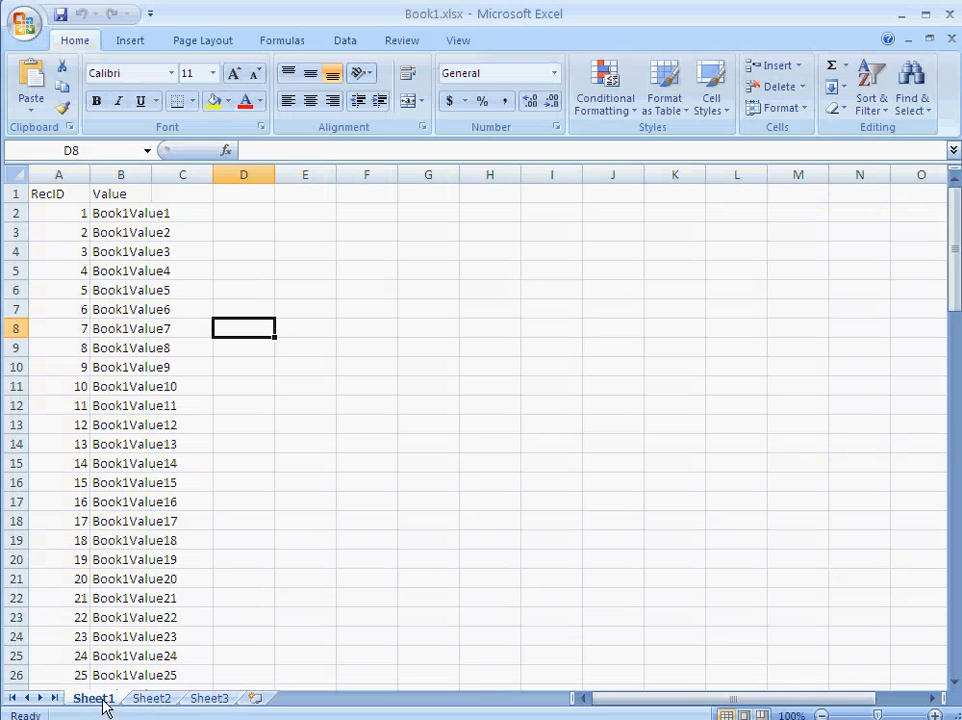 Book1.xlsx - Microsoft Excel
Home Insert Page Layout Formulas Data Review View
Paste
Calibri 11
B I U A
General
$ % ,
Conditional Formatting
Format as Table
Cell Styles
Insert
Delete
Format
Σ
Sort & Filter
Find & Select
Clipboard Font Alignment Number Styles Cells Editing
D8 fx
A B C D E F G H I J K L M N O
1 RecID Value
2 1 Book1Value1
3 2 Book1Value2
4 3 Book1Value3
5 4 Book1Value4
6 5 Book1Value5
7 6 Book1Value6
8 7 Book1Value7
9 8 Book1Value8
10 9 Book1Value9
11 10 Book1Value10
12 11 Book1Value11
13 12 Book1Value12
14 13 Book1Value13
15 14 Book1Value14
16 15 Book1Value15
17 16 Book1Value16
18 17 Book1Value17
19 18 Book1Value18
20 19 Book1Value19
21 20 Book1Value20
22 21 Book1Value21
23 22 Book1Value22
24 23 Book1Value23
25 24 Book1Value24
26 25 Book1Value25
Sheet1 Sheet2 Sheet3
Ready 100%